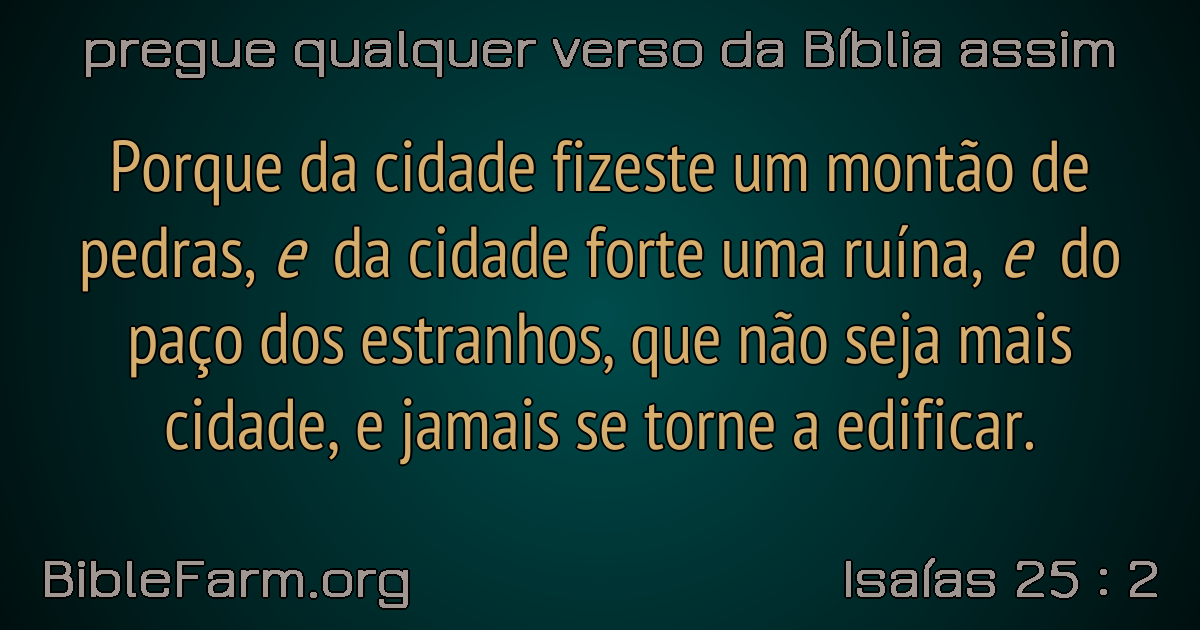 pregue qualquer verso da Bíblia assim
Porque da cidade fizeste um montão de
pedras, e da cidade forte uma ruína, e do
paço dos estranhos, que não seja mais
cidade, e jamais se torne a edificar.
BibleFarm.org
Isaías 25 : 2